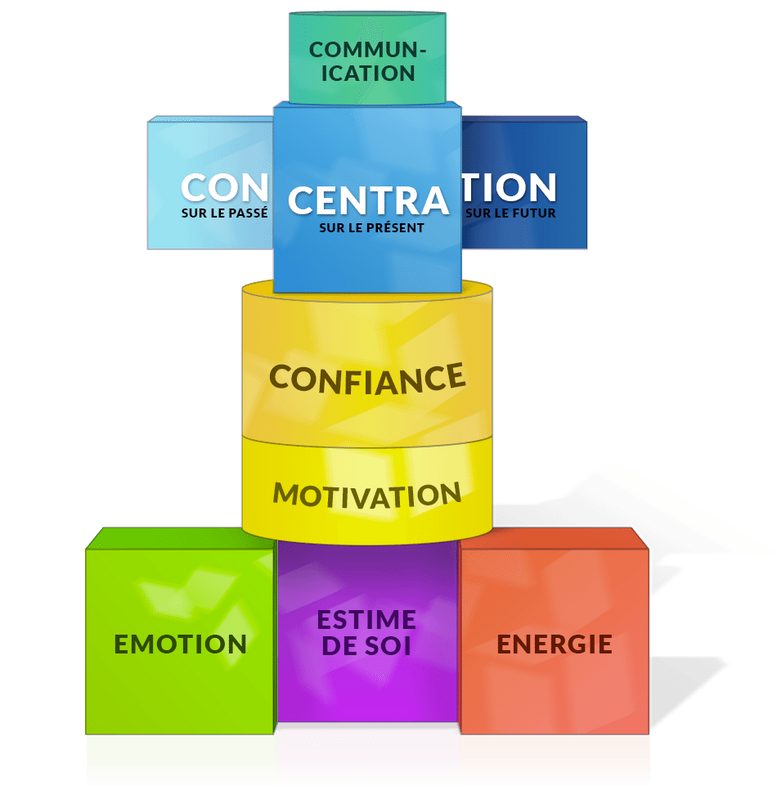 COMMUN-
ICATION
CON CENTRA TION
SUR LE PASSÉ SUR LE PRÉSENT SUR LE FUTUR
CONFIANCE
MOTIVATION
EMOTION
ESTIME
DE SOI
ENERGIE